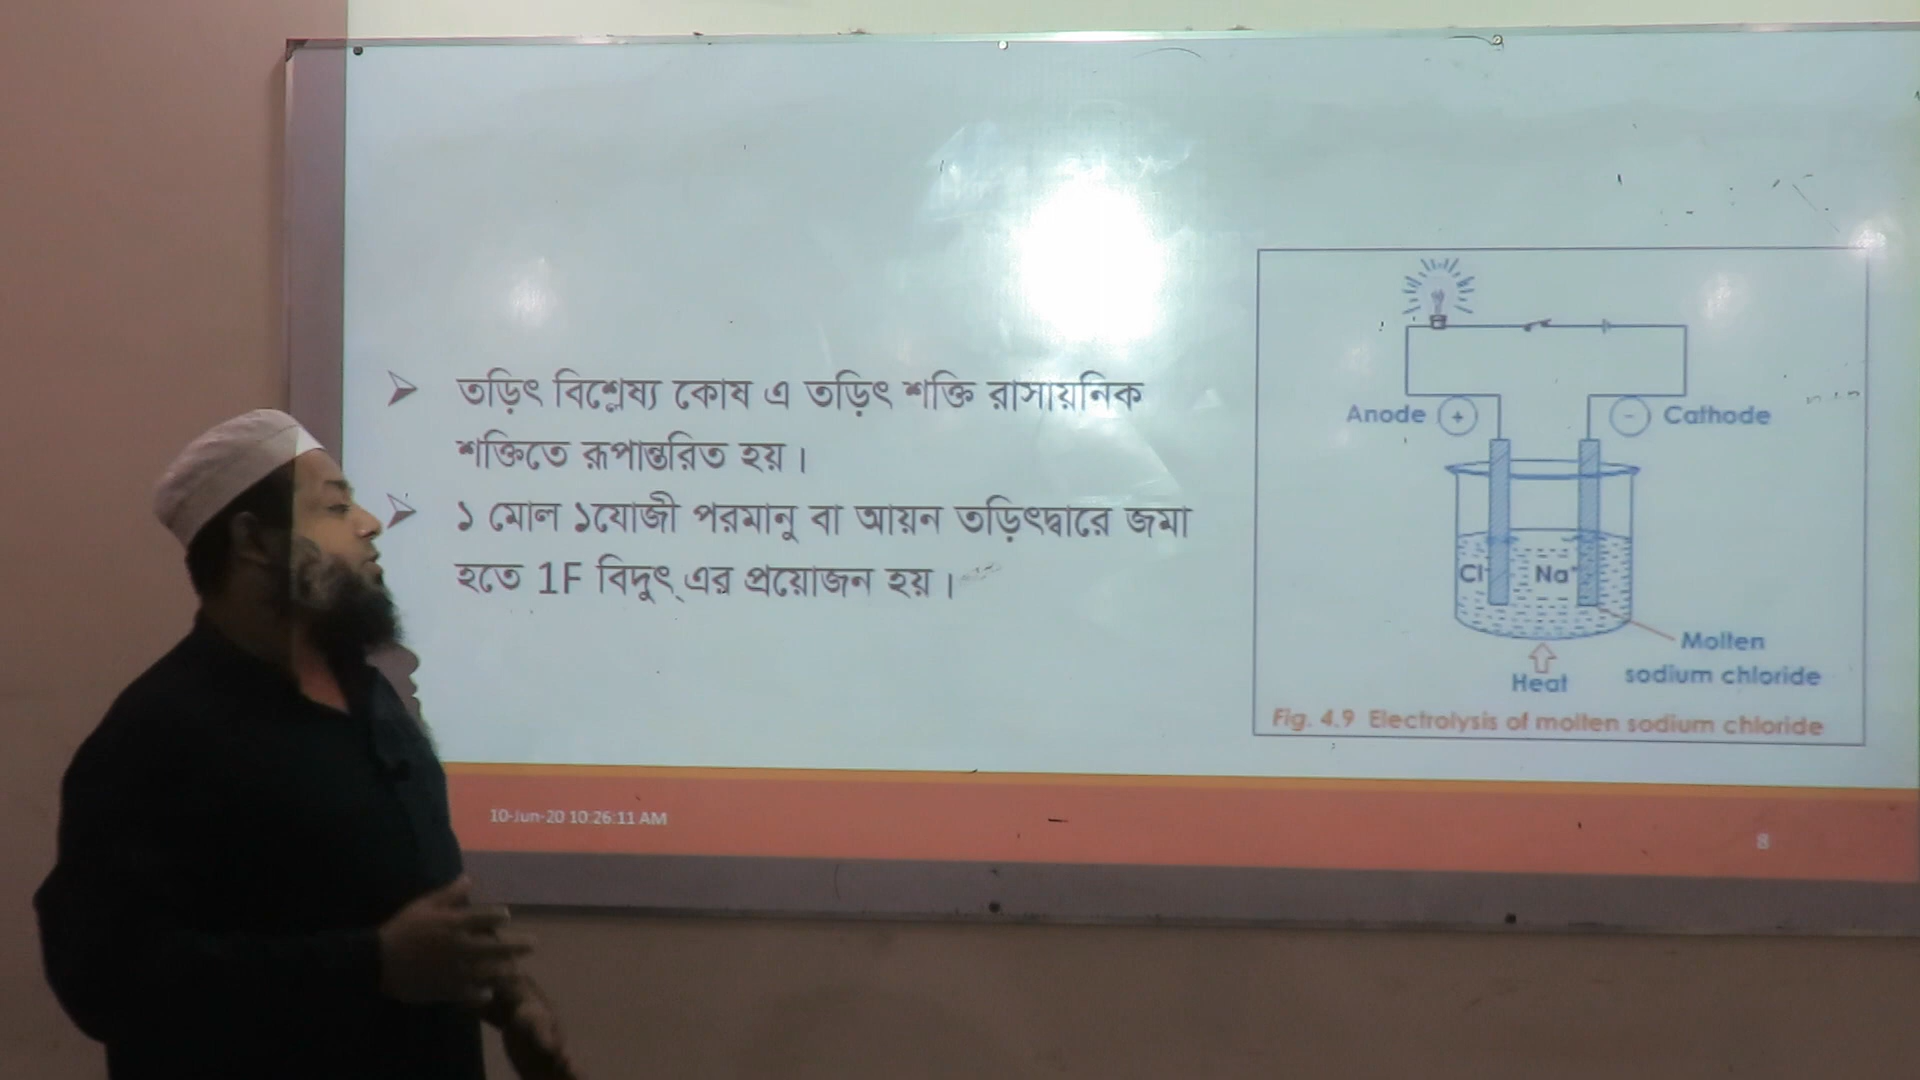 তড়িৎ বিশ্লেষ্য কোষ এ তড়িৎ শক্তি রাসায়নিক
শক্তিতে রূপান্তরিত হয়।
১ মোল ১যোজী পরমানু বা আয়ন তড়িৎদ্বারে জমা
হতে 1F বিদুৎ এর প্রয়োজন হয়।
Anode + - Cathode
Cl⁻ Na⁺
Molten
sodium chloride
Heat
Fig. 4.9 Electrolysis of molten sodium chloride
10-Jun-20 10:26:11 AM
8